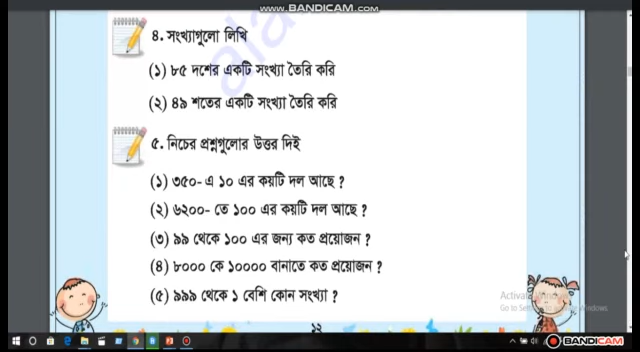 www.BANDICAM.com
৪. সংখ্যাগুলো লিখি
(১) ৮৫ দশের একটি সংখ্যা তৈরি করি
(২) ৪৯ শতের একটি সংখ্যা তৈরি করি
৫. নিচের প্রশ্নগুলোর উত্তর দিই
(১) ৩৫০- এ ১০ এর কয়টি দল আছে ?
(২) ৬২০০- তে ১০০ এর কয়টি দল আছে ?
(৩) ৯৯ থেকে ১০০ এর জন্য কত প্রয়োজন ?
(৪) ৮০০০ কে ১০০০০ বানাতে কত প্রয়োজন ?
(৫) ৯৯৯ থেকে ১ বেশি কোন সংখ্যা ?
১২
BANDICAM